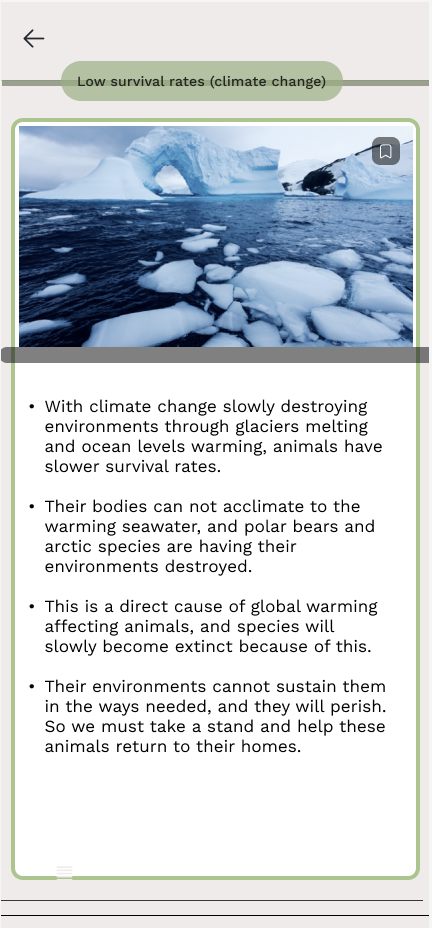 Low survival rates (climate change)
• With climate change slowly destroying
environments through glaciers melting
and ocean levels warming, animals have
slower survival rates.
• Their bodies can not acclimate to the
warming seawater, and polar bears and
arctic species are having their
environments destroyed.
• This is a direct cause of global warming
affecting animals, and species will
slowly become extinct because of this.
• Their environments cannot sustain them
in the ways needed, and they will perish.
So we must take a stand and help these
animals return to their homes.